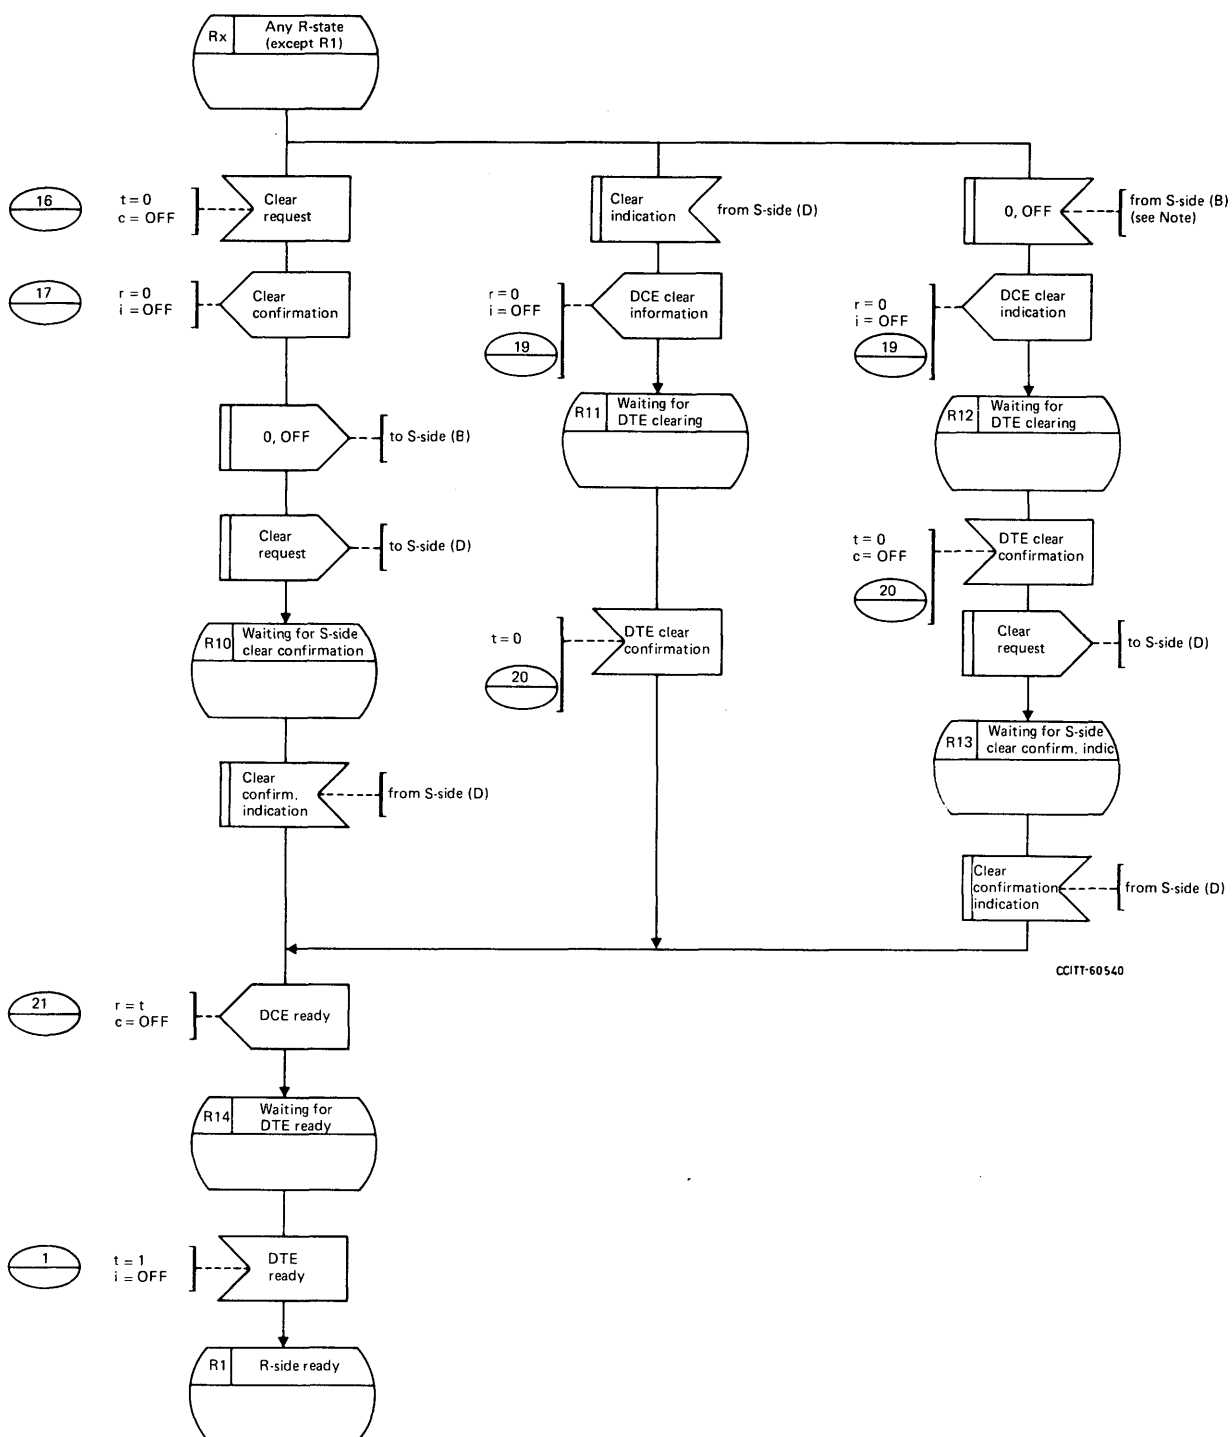 Rx
Any R-state
(except R1)
16
t = 0
c = OFF
Clear
request
Clear
indication
from S-side (D)
0, OFF
from S-side (B)
(see Note)
17
r = 0
i = OFF
Clear
confirmation
r = 0
i = OFF
19
DCE clear
information
r = 0
i = OFF
19
DCE clear
indication
R11
Waiting for
DTE clearing
R12
Waiting for
DTE clearing
0, OFF
to S-side (B)
Clear
request
to S-side (D)
t = 0
c = OFF
20
DTE clear
confirmation
R10
Waiting for S-side
clear confirmation
t = 0
20
DTE clear
confirmation
Clear
request
to S-side (D)
R13
Waiting for S-side
clear confirm. indic
Clear
confirm.
indication
from S-side (D)
Clear
confirmation
indication
from S-side (D)
CCITT-60540
21
r = t
c = OFF
DCE ready
R14
Waiting for
DTE ready
1
t = 1
i = OFF
DTE
ready
R1
R-side ready